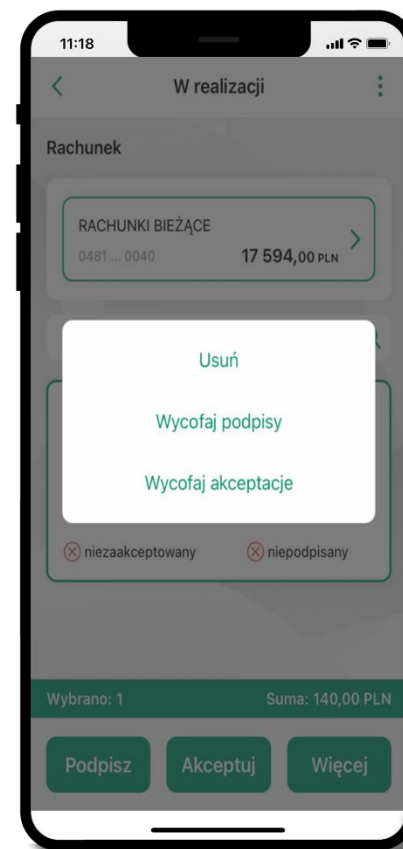 11:18
W realizacji
Rachunek
RACHUNKI BIEŻĄCE
0481 ... 0040 17 594,00 PLN
Usuń
Wycofaj podpisy
Wycofaj akceptacje
niezaakceptowany niepodpisany
Wybrano: 1 Suma: 140,00 PLN
Podpisz Akceptuj Więcej